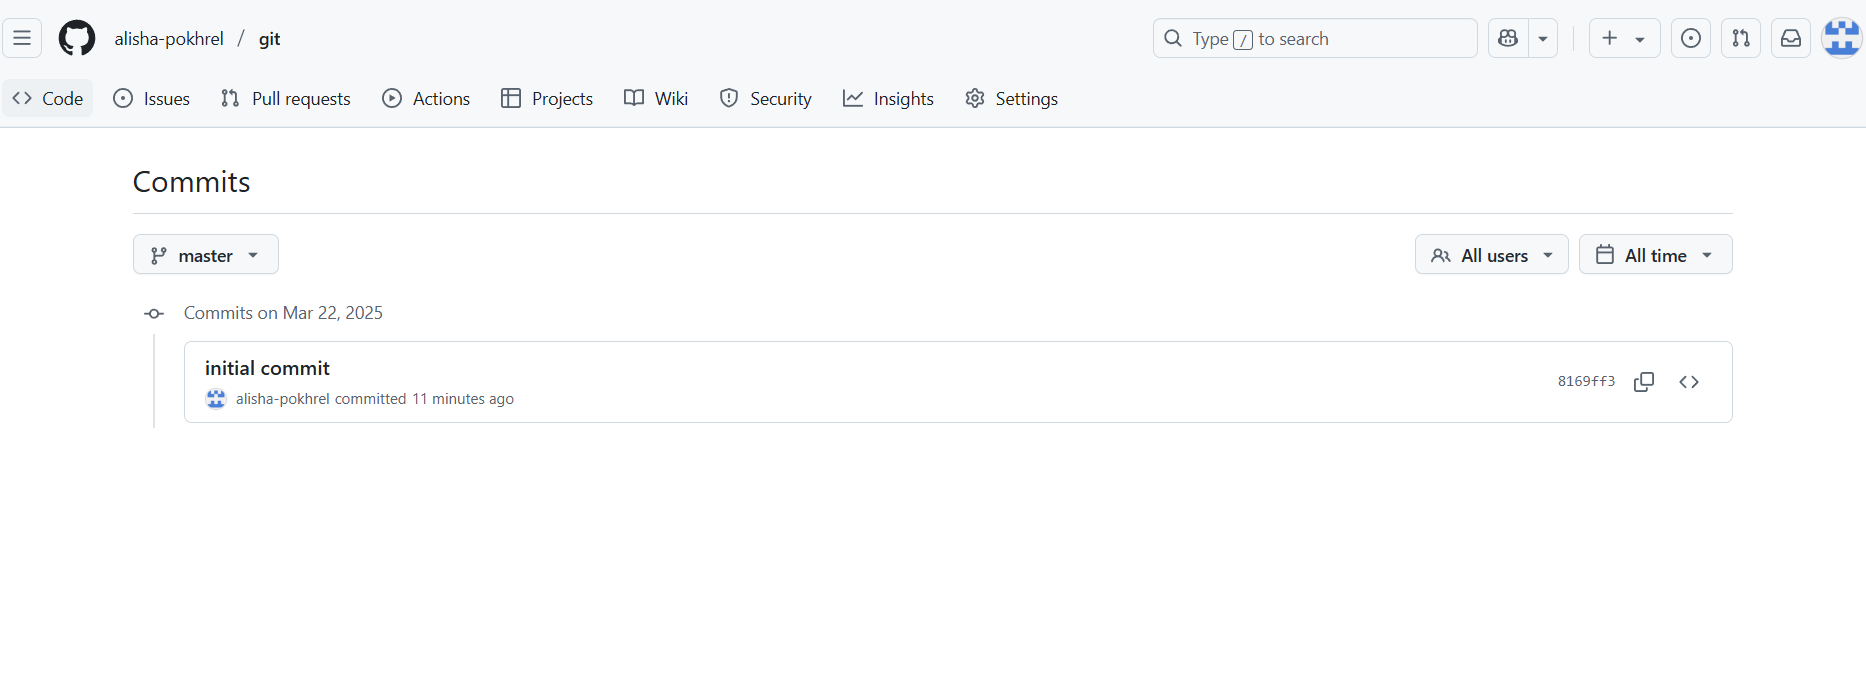 alisha-pokhrel / git
Type / to search
Code Issues Pull requests Actions Projects Wiki Security Insights Settings
Commits
master
All users All time
Commits on Mar 22, 2025
initial commit
alisha-pokhrel committed 11 minutes ago
8169ff3